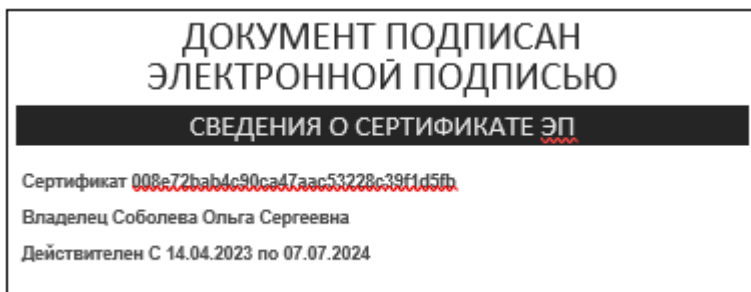 ДОКУМЕНТ ПОДПИСАН
ЭЛЕКТРОННОЙ ПОДПИСЬЮ
СВЕДЕНИЯ О СЕРТИФИКАТЕ ЭП
Сертификат 008e72bab4c90ca47aac53228c39f1d5fb
Владелец Соболева Ольга Сергеевна
Действителен С 14.04.2023 по 07.07.2024